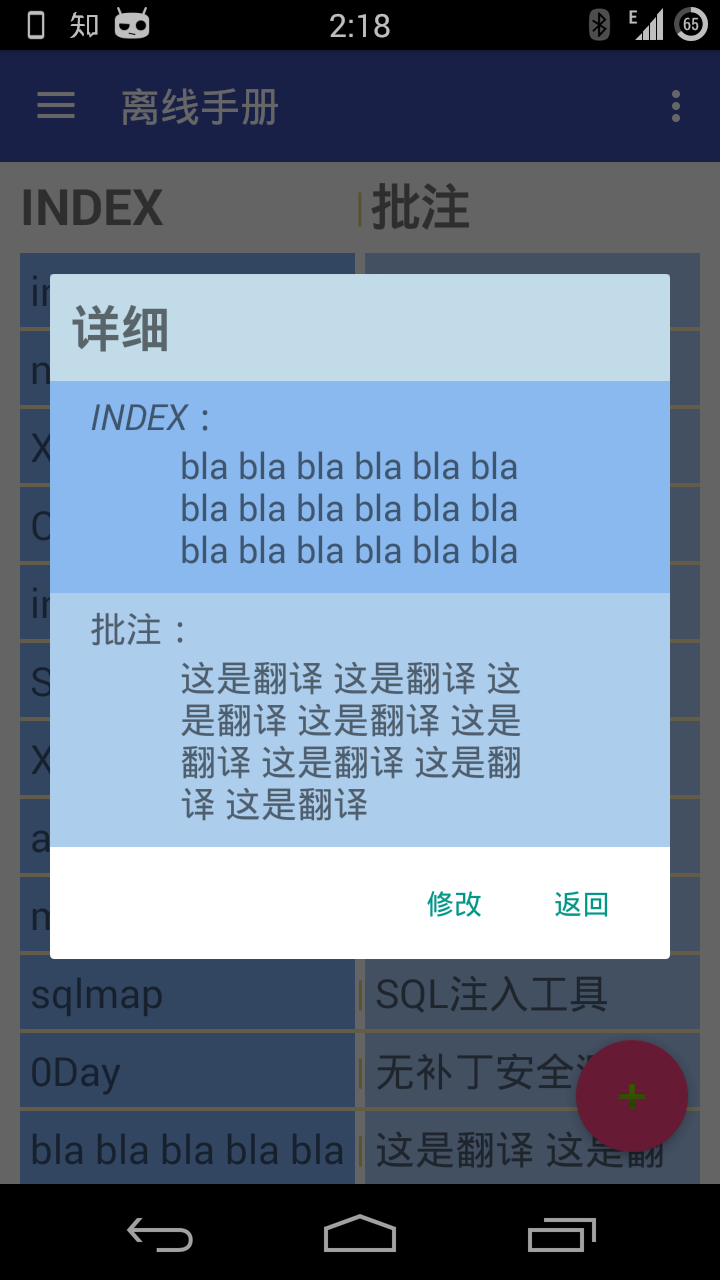 知
2:18
E
65
离线手册
INDEX
批注
详细
INDEX：
bla bla bla bla bla bla
bla bla bla bla bla bla
bla bla bla bla bla bla
批注：
这是翻译 这是翻译 这
是翻译 这是翻译 这是
翻译 这是翻译 这是翻
译 这是翻译
修改
返回
sqlmap
SQL注入工具
0Day
无补丁安全
bla bla bla bla bla
这是翻译 这是翻